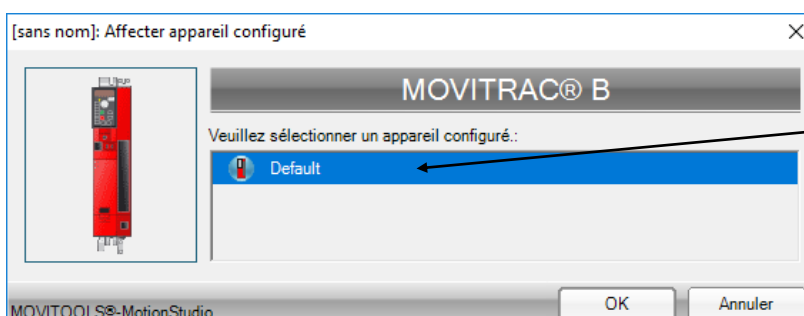 [sans nom]: Affecter appareil configuré
MOVITRAC® B
Veuillez sélectionner un appareil configuré.:
Default
OK
Annuler
MOVITOOLS®-MotionStudio